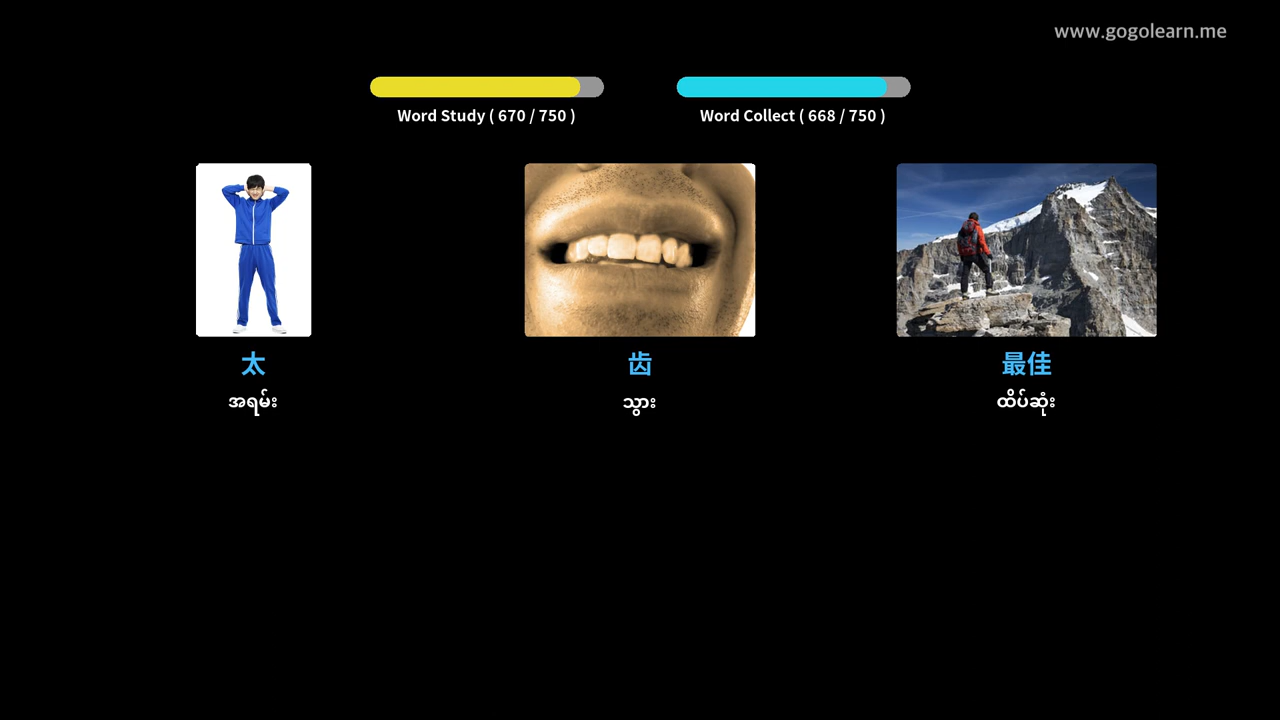 www.gogolearn.me
Word Study ( 670 / 750 )
Word Collect ( 668 / 750 )
太
齿
最佳
အရမ်း
သွား
ထိပ်ဆုံး